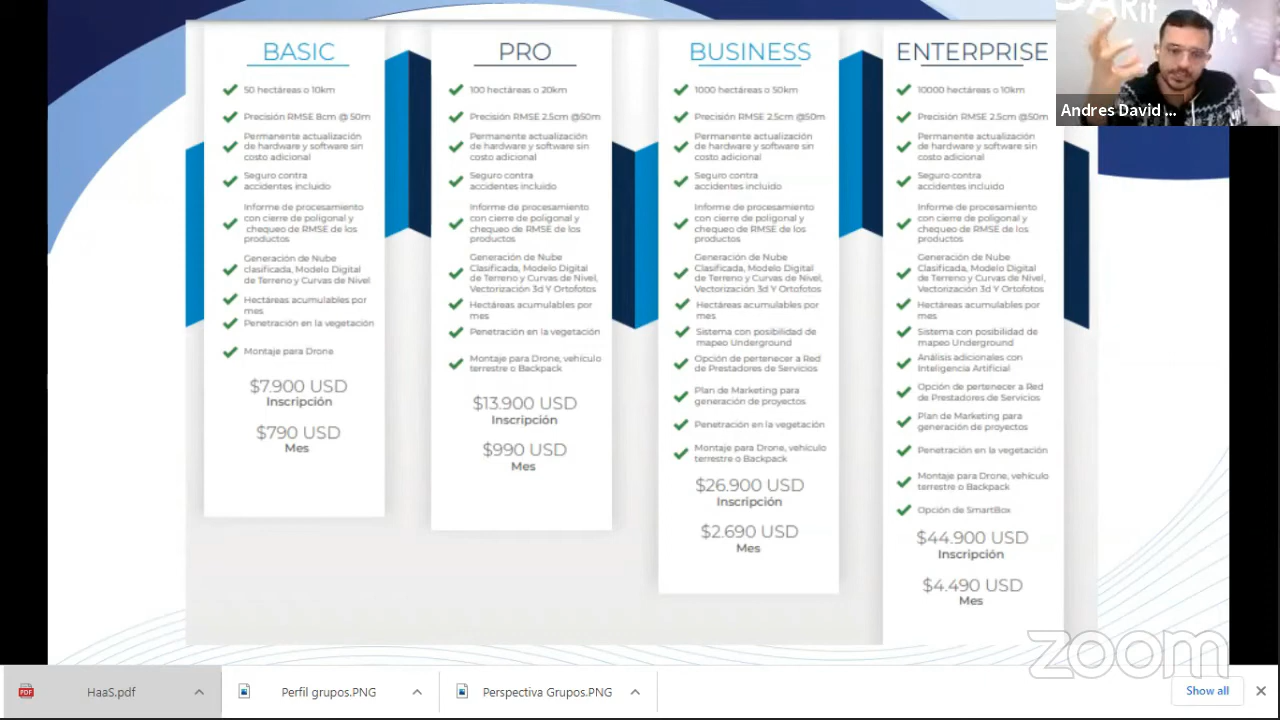 BASIC
50 hectáreas o 10km
Precisión RMSE 8cm @ 50m
Permanente actualización
de hardware y software sin
costo adicional
Seguro contra
accidentes incluido
Informe de procesamiento
con cierre de poligonal y
chequeo de RMSE de los
productos
Generación de Nube
clasificada, Modelo Digital
de Terreno y Curvas de Nivel
Hectáreas acumulables por
mes
Penetración en la vegetación
Montaje para Drone
$7.900 USD
Inscripción
$790 USD
Mes
PRO
100 hectáreas o 20km
Precisión RMSE 2.5cm @50m
Permanente actualización
de hardware y software sin
costo adicional
Seguro contra
accidentes incluido
Informe de procesamiento
con cierre de poligonal y
chequeo de RMSE de los
productos
Generación de Nube
Clasificada, Modelo Digital
de Terreno y Curvas de Nivel,
Vectorización 3d Y Ortofotos
Hectáreas acumulables por
mes
Penetración en la vegetación
Montaje para Drone, vehículo
terrestre o Backpack
$13.900 USD
Inscripción
$990 USD
Mes
BUSINESS
1000 hectáreas o 50km
Precisión RMSE 2.5cm @50m
Permanente actualización
de hardware y software sin
costo adicional
Seguro contra
accidentes incluido
Informe de procesamiento
con cierre de poligonal y
chequeo de RMSE de los
productos
Generación de Nube
Clasificada, Modelo Digital
de Terreno y Curvas de Nivel,
Vectorización 3d Y Ortofotos
Hectáreas acumulables por
mes
Sistema con posibilidad de
mapeo Underground
Opción de pertenecer a Red
de Prestadores de Servicios
Plan de Marketing para
generación de proyectos
Penetración en la vegetación
Montaje para Drone, vehículo
terrestre o Backpack
$26.900 USD
Inscripción
$2.690 USD
Mes
ENTERPRISE
10000 hectáreas o 10km
Precisión RMSE 2.5cm @50m
Permanente actualización
de hardware y software sin
costo adicional
Seguro contra
accidentes incluido
Informe de procesamiento
con cierre de poligonal y
chequeo de RMSE de los
productos
Generación de Nube
Clasificada, Modelo Digital
de Terreno y Curvas de Nivel,
Vectorización 3d Y Ortofotos
Hectáreas acumulables por
mes
Sistema con posibilidad de
mapeo Underground
Análisis adicionales con
Inteligencia Artificial
Opción de pertenecer a Red
de Prestadores de Servicios
Plan de Marketing para
generación de proyectos
Penetración en la vegetación
Montaje para Drone, vehículo
terrestre o Backpack
Opción de SmartBox
$44.900 USD
Inscripción
$4.490 USD
Mes
Andres David ...
zoom
PDF
HaaS.pdf
Perfil grupos.PNG
Perspectiva Grupos.PNG
Show all